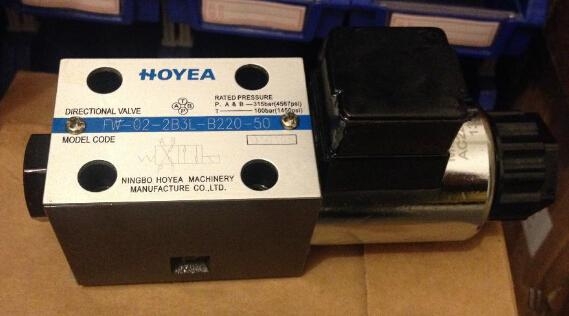 HOYEA
RATED PRESSURE
P. A & B — 315bar(4567psi)
T — 160bar(1450psi)
DIRECTIONAL VALVE
T
A B
P
FW-02-2B3L-B220-50
MODEL CODE
NINGBO HOYEA MACHINERY
MANUFACTURE CO.,LTD.